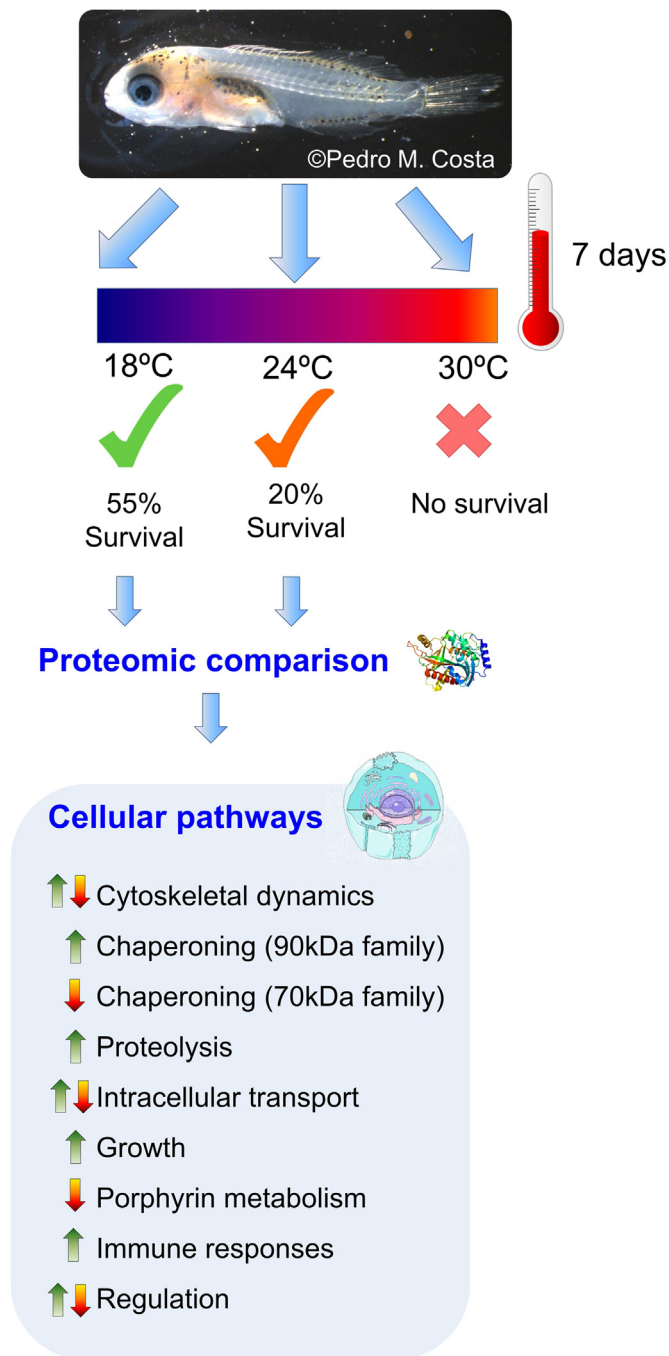 ©Pedro M. Costa
7 days
18ºC
24ºC
30ºC
55%
Survival
20%
Survival
No survival
Proteomic comparison
Cellular pathways
Cytoskeletal dynamics
Chaperoning (90kDa family)
Chaperoning (70kDa family)
Proteolysis
Intracellular transport
Growth
Porphyrin metabolism
Immune responses
Regulation